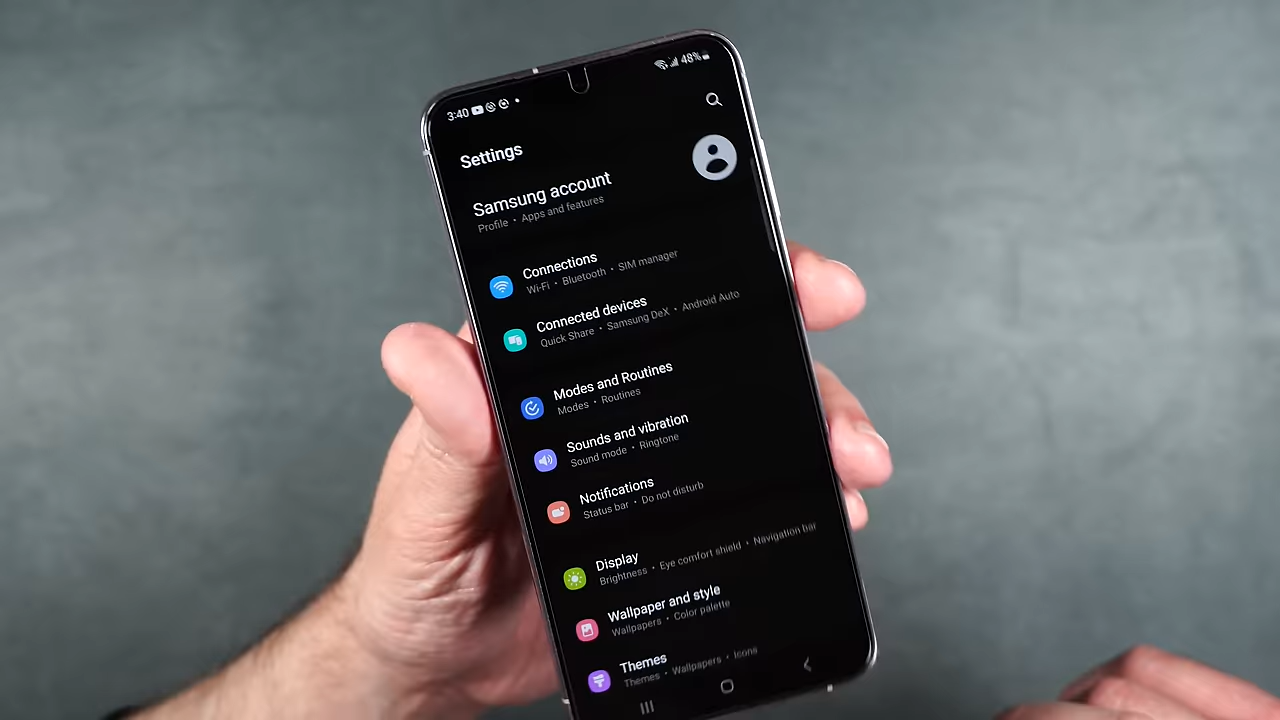 3:40 48%
Settings
Samsung account
Profile • Apps and features
Connections
Wi-Fi • Bluetooth • SIM manager
Connected devices
Quick Share • Samsung DeX • Android Auto
Modes and Routines
Modes • Routines
Sounds and vibration
Sound mode • Ringtone
Notifications
Status bar • Do not disturb
Display
Brightness • Eye comfort shield • Navigation bar
Wallpaper and style
Wallpapers • Color palette
Themes
Themes • Wallpapers • Icons